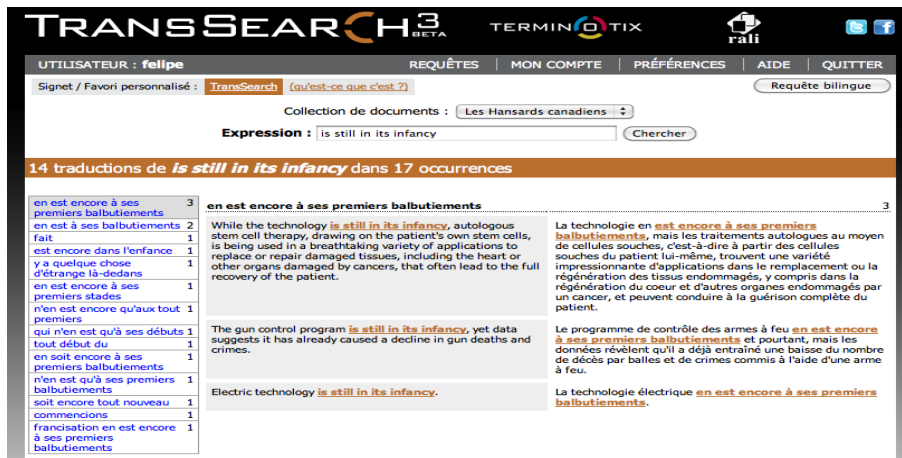 TRANSSEARCH3 BETA TERMINOTIX rali
UTILISATEUR : felipe REQUÊTES | MON COMPTE | PRÉFÉRENCES | AIDE | QUITTER
Signet / Favori personnalisé : TransSearch (qu'est-ce que c'est ?) Requête bilingue
Collection de documents : Les Hansards canadiens
Expression : is still in its infancy Chercher
14 traductions de is still in its infancy dans 17 occurrences
en est encore à ses 3
premiers balbutiements
en est à ses balbutiements 2
fait 1
est encore dans l'enfance 1
y a quelque chose 1
d'étrange là-dedans
en est encore à ses 1
premiers stades
n'en est encore qu'aux tout 1
premiers
qui n'en est qu'à ses débuts 1
tout début du 1
en soit encore à ses 1
premiers balbutiements
n'en est qu'à ses premiers 1
balbutiements
soit encore tout nouveau 1
commencions 1
francisation en est encore 1
à ses premiers
balbutiements
en est encore à ses premiers balbutiements 3
While the technology is still in its infancy, autologous
stem cell therapy, drawing on the patient's own stem cells,
is being used in a breathtaking variety of applications to
replace or repair damaged tissues, including the heart or
other organs damaged by cancers, that often lead to the full
recovery of the patient.
La technologie en est encore à ses premiers
balbutiements, mais les traitements autologues au moyen
de cellules souches, c'est-à-dire à partir des cellules
souches du patient lui-même, trouvent une variété
impressionnante d'applications dans le remplacement ou la
régénération des tissus endommagés, y compris dans la
régénération du coeur et d'autres organes endommagés par
un cancer, et peuvent conduire à la guérison complète du
patient.
The gun control program is still in its infancy, yet data
suggests it has already caused a decline in gun deaths and
crimes.
Le programme de contrôle des armes à feu en est encore
à ses premiers balbutiements et pourtant, mais les
données révèlent qu'il a déjà entraîné une baisse du nombre
de décès par balles et de crimes commis à l'aide d'une arme
à feu.
Electric technology is still in its infancy.
La technologie électrique en est encore à ses premiers
balbutiements.